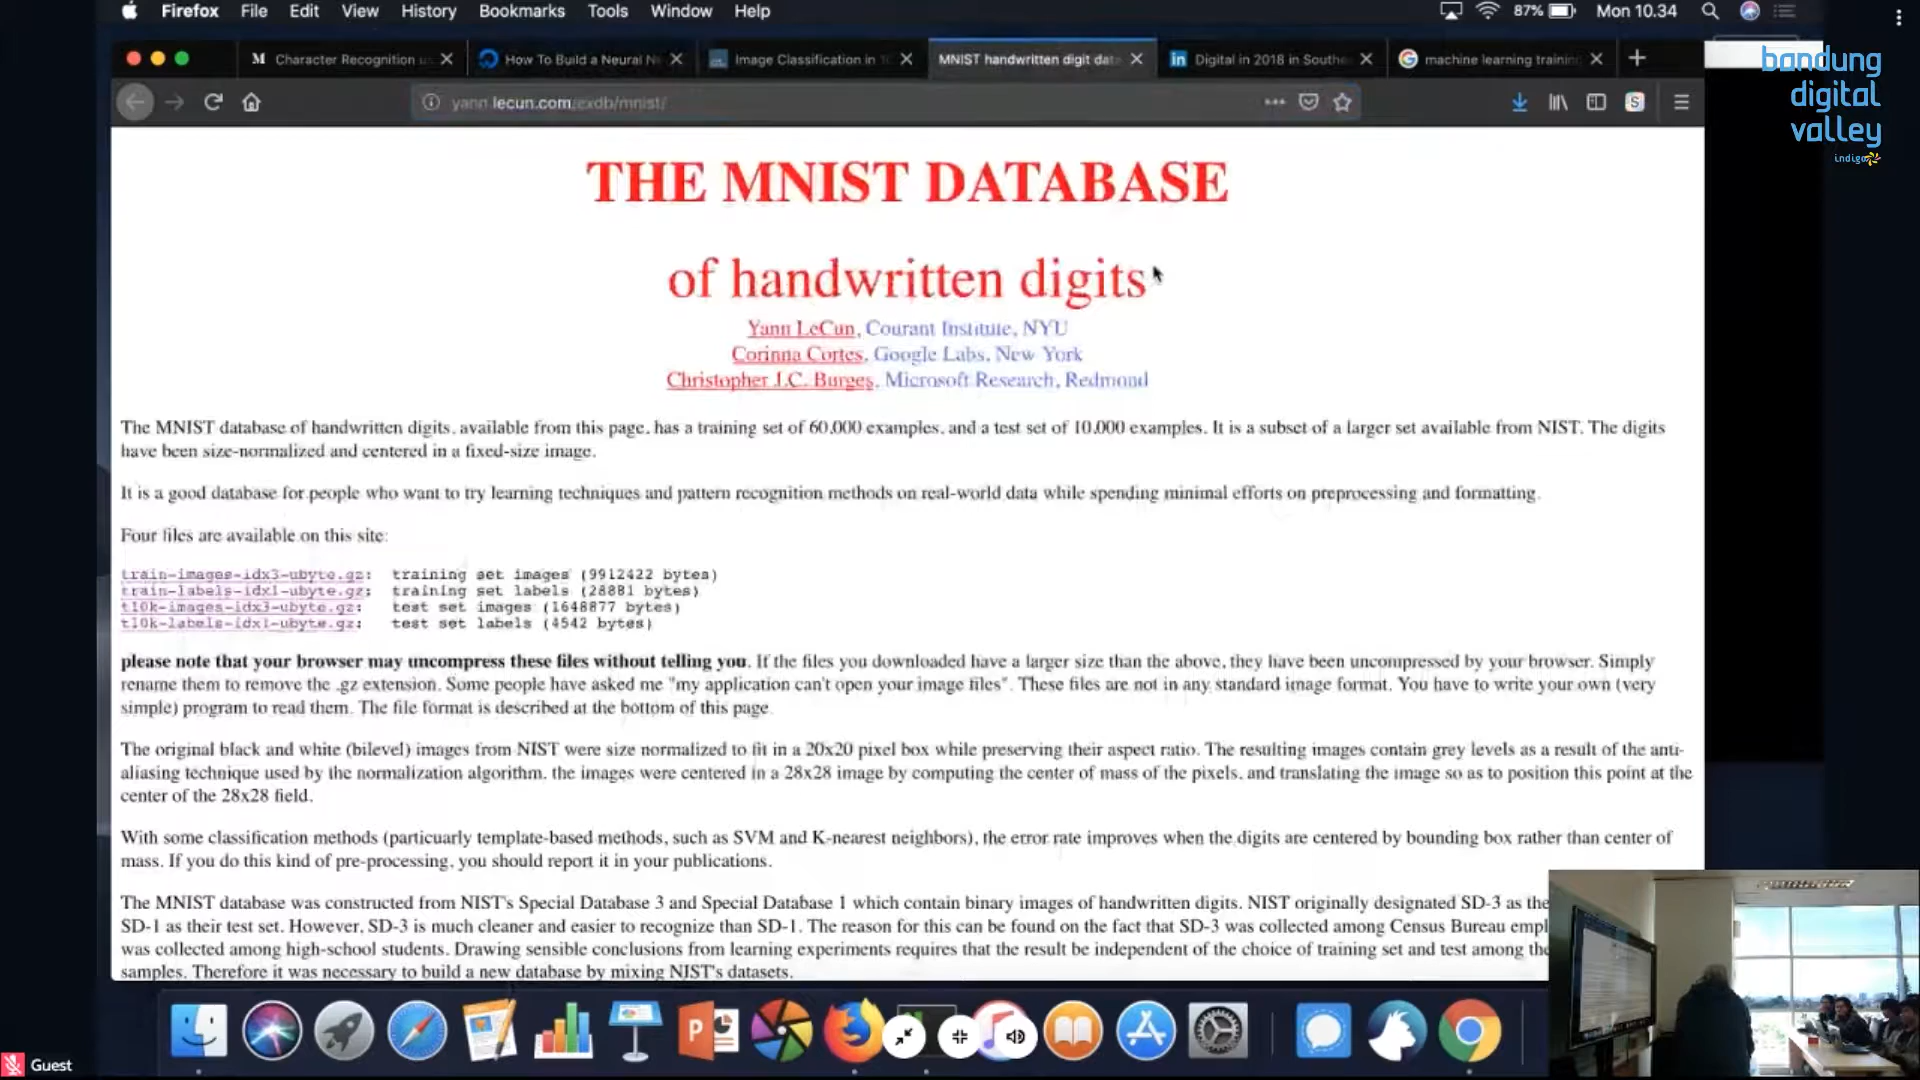 Firefox File Edit View History Bookmarks Tools Window Help 87% Mon 10.34
Character Recognition u
How To Build a Neural N
Image Classification in 1
MNIST handwritten digit dat
Digital in 2018 in Southe
machine learning training
bandung
digital
valley
indigo
yann.lecun.com/exdb/mnist/
THE MNIST DATABASE
of handwritten digits
Yann LeCun, Courant Institute, NYU
Corinna Cortes, Google Labs, New York
Christopher J.C. Burges, Microsoft Research, Redmond
The MNIST database of handwritten digits, available from this page, has a training set of 60,000 examples, and a test set of 10,000 examples. It is a subset of a larger set available from NIST. The digits
have been size-normalized and centered in a fixed-size image.
It is a good database for people who want to try learning techniques and pattern recognition methods on real-world data while spending minimal efforts on preprocessing and formatting.
Four files are available on this site:
train-images-idx3-ubyte.gz: training set images (9912422 bytes)
train-labels-idx1-ubyte.gz: training set labels (28881 bytes)
t10k-images-idx3-ubyte.gz: test set images (1648877 bytes)
t10k-labels-idx1-ubyte.gz: test set labels (4542 bytes)
please note that your browser may uncompress these files without telling you. If the files you downloaded have a larger size than the above, they have been uncompressed by your browser. Simply
rename them to remove the .gz extension. Some people have asked me "my application can't open your image files". These files are not in any standard image format. You have to write your own (very
simple) program to read them. The file format is described at the bottom of this page.
The original black and white (bilevel) images from NIST were size normalized to fit in a 20x20 pixel box while preserving their aspect ratio. The resulting images contain grey levels as a result of the anti-
aliasing technique used by the normalization algorithm. the images were centered in a 28x28 image by computing the center of mass of the pixels, and translating the image so as to position this point at the
center of the 28x28 field.
With some classification methods (particuarly template-based methods, such as SVM and K-nearest neighbors), the error rate improves when the digits are centered by bounding box rather than center of
mass. If you do this kind of pre-processing, you should report it in your publications.
The MNIST database was constructed from NIST's Special Database 3 and Special Database 1 which contain binary images of handwritten digits. NIST originally designated SD-3 as the
SD-1 as their test set. However, SD-3 is much cleaner and easier to recognize than SD-1. The reason for this can be found on the fact that SD-3 was collected among Census Bureau empl
was collected among high-school students. Drawing sensible conclusions from learning experiments requires that the result be independent of the choice of training set and test among the
samples. Therefore it was necessary to build a new database by mixing NIST's datasets.
Guest